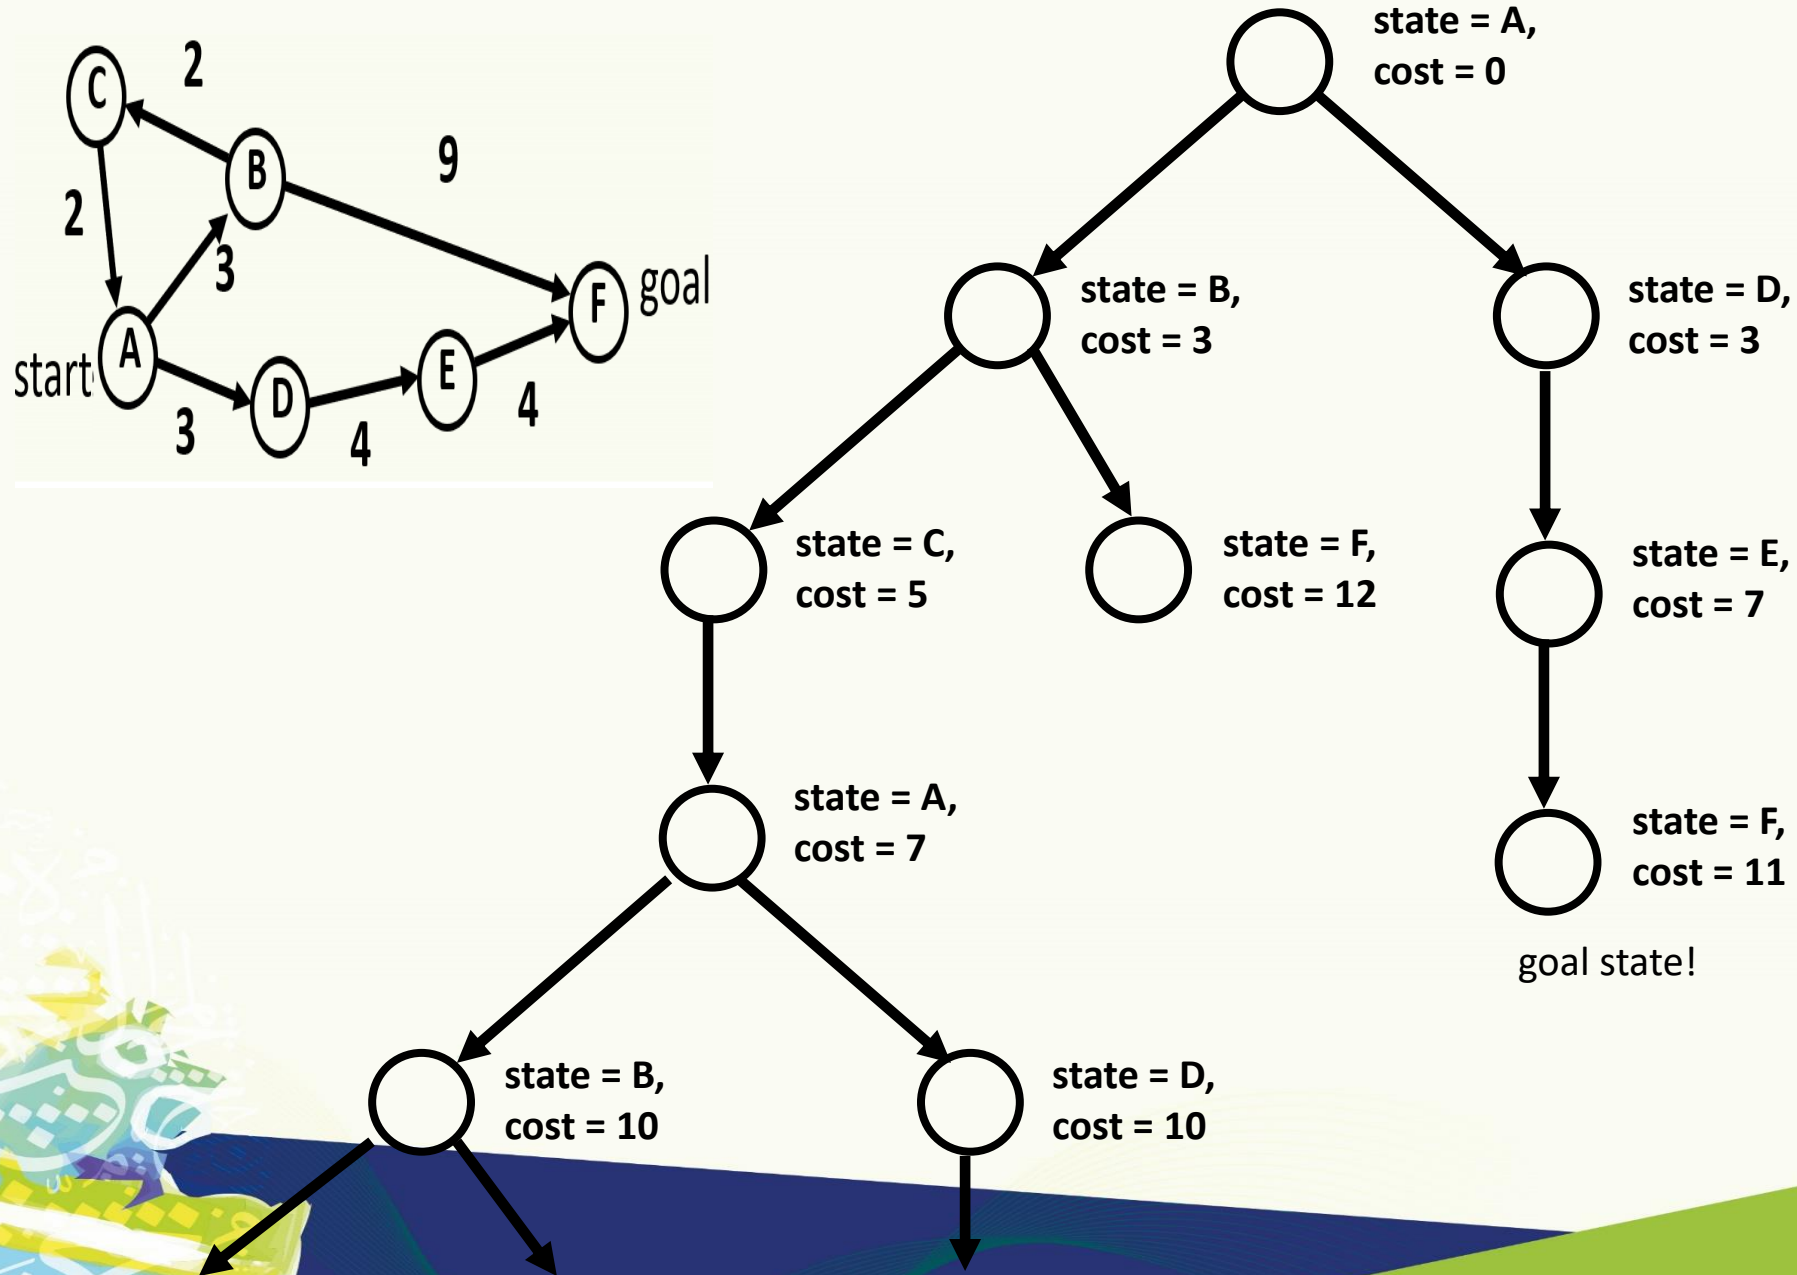 C
2
B
9
2
3
F
goal
A
start
D
E
3
4
4
state = A,
cost = 0
state = B,
cost = 3
state = D,
cost = 3
state = C,
cost = 5
state = F,
cost = 12
state = E,
cost = 7
state = A,
cost = 7
state = F,
cost = 11
goal state!
state = B,
cost = 10
state = D,
cost = 10